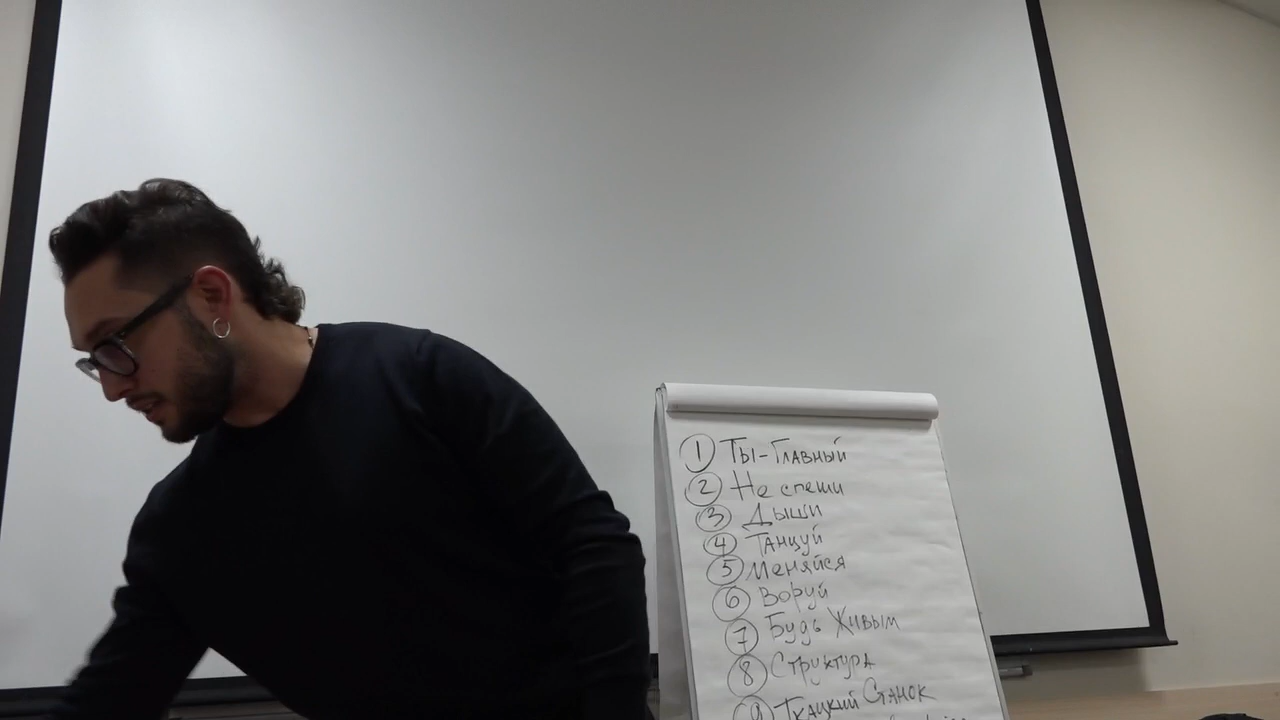 1 Ты-Главный
2 Не спеши
3 Дыши
4 Танцуй
5 Меняйся
6 Воруй
7 Будь Живым
8 Структура
9 Ткацкий Станок